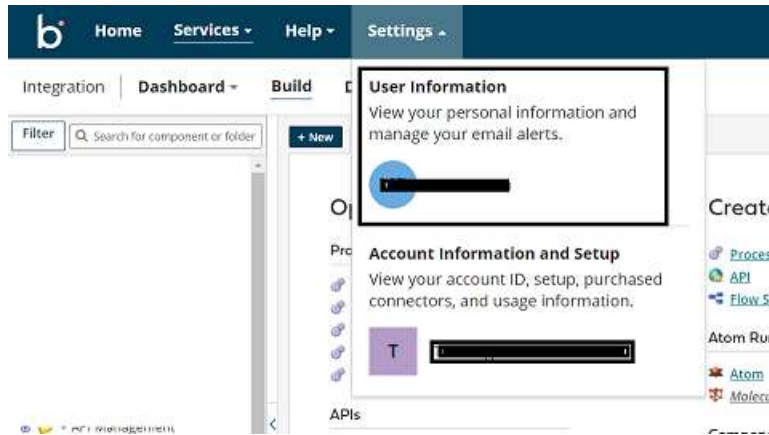 b Home Services Help Settings
Integration Dashboard Build
Filter Search for component or folder + New
User Information
View your personal information and
manage your email alerts.
Account Information and Setup
View your account ID, setup, purchased
connectors, and usage information.
T
APIs
API Management
Creat
Proces
API
Flow S
Atom Ru
Atom
Molecu